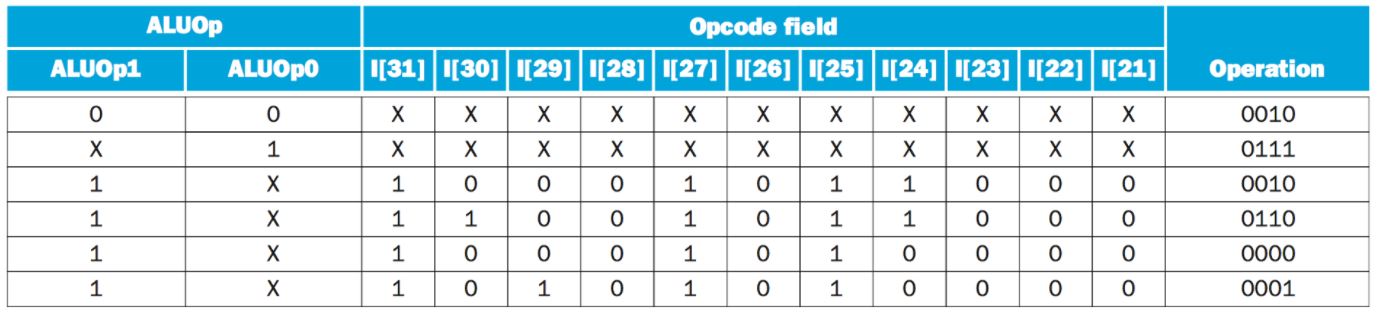 ALUOp Opcode field Operation
ALUOp1 ALUOp0 I[31] I[30] I[29] I[28] I[27] I[26] I[25] I[24] I[23] I[22] I[21]
0 0 X X X X X X X X X X X 0010
X 1 X X X X X X X X X X X 0111
1 X 1 0 0 0 1 0 1 1 0 0 0 0010
1 X 1 1 0 0 1 0 1 1 0 0 0 0110
1 X 1 0 0 0 1 0 1 0 0 0 0 0000
1 X 1 0 1 0 1 0 1 0 0 0 0 0001